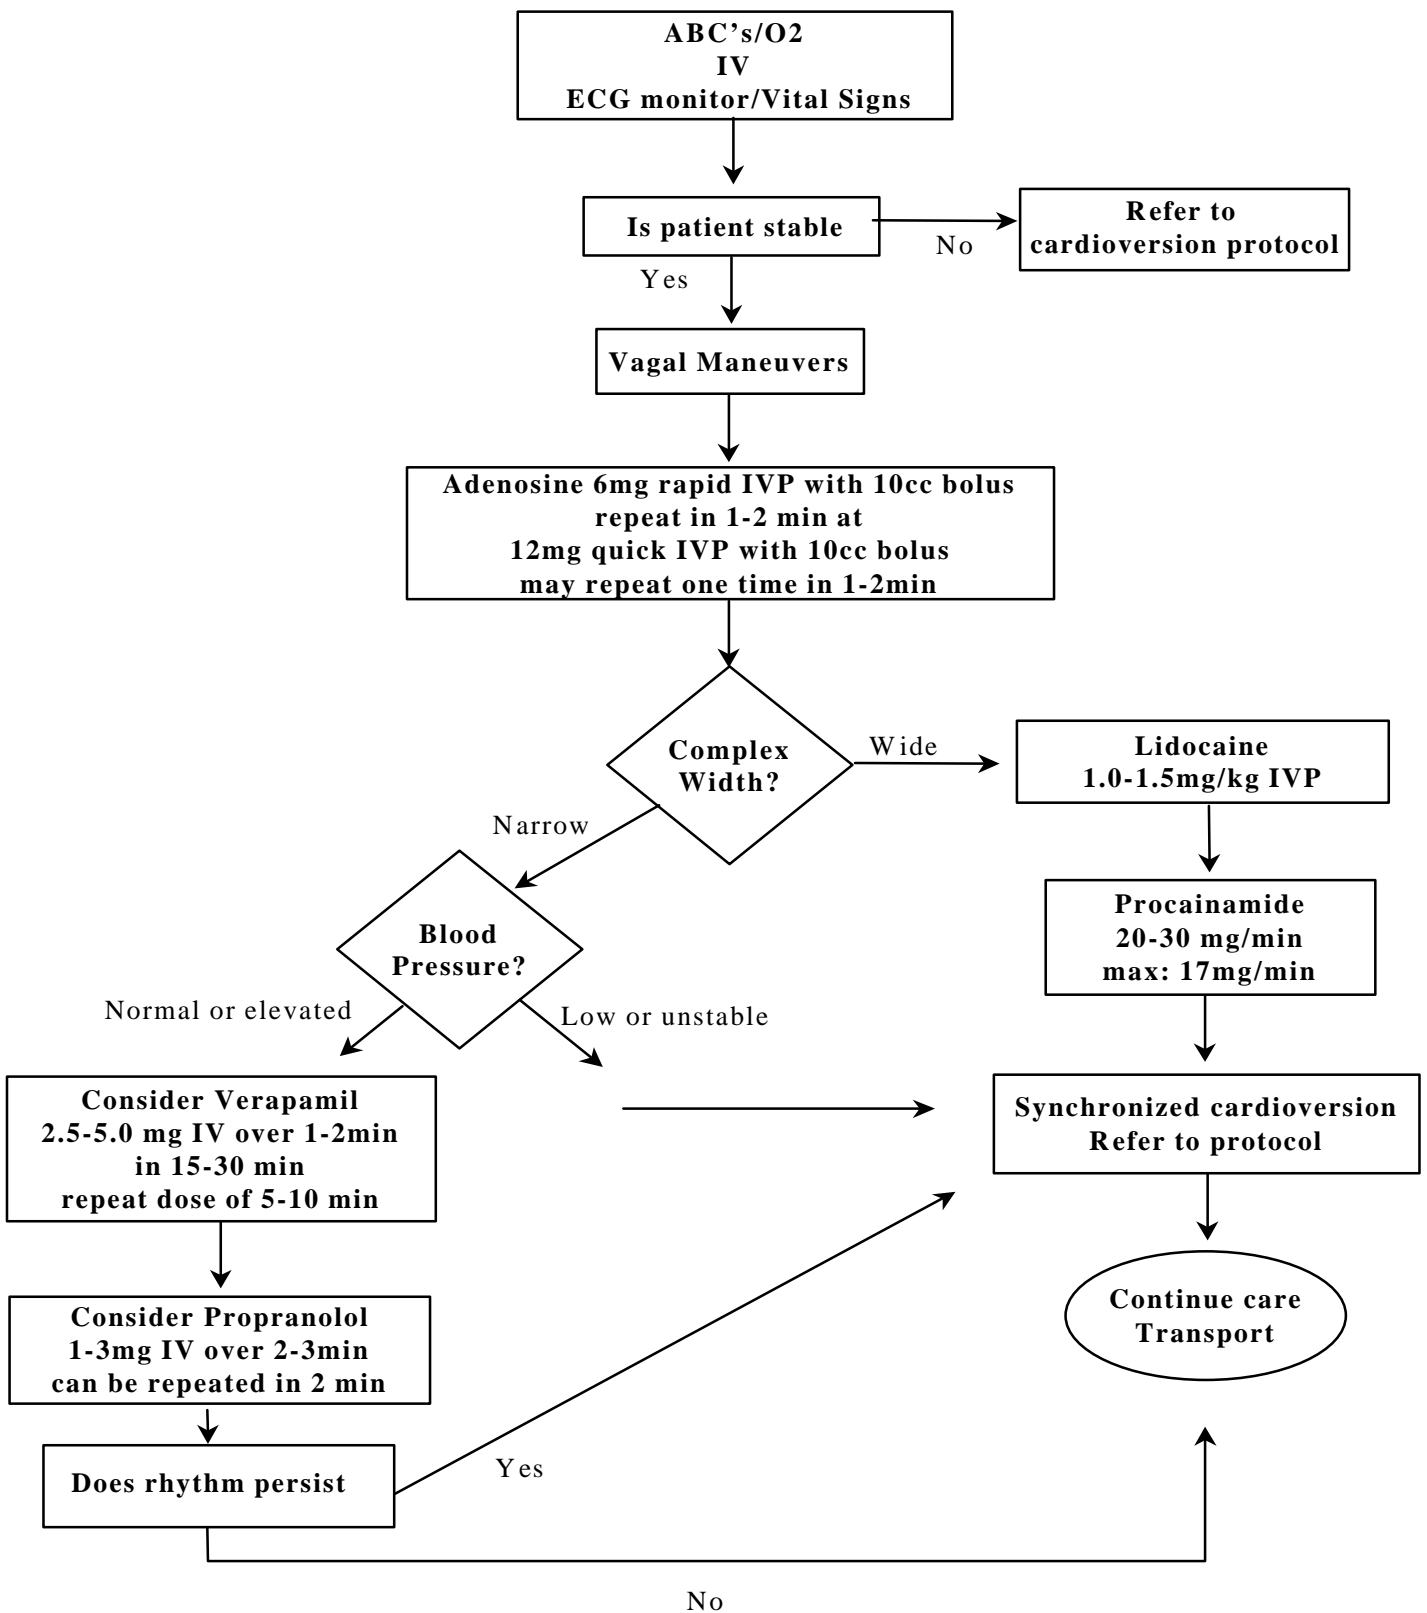 ABC’s/O2
IV
ECG monitor/Vital Signs
Is patient stable
No
Refer to
cardioversion protocol
Yes
Vagal Maneuvers
Adenosine 6mg rapid IVP with 10cc bolus
repeat in 1-2 min at
12mg quick IVP with 10cc bolus
may repeat one time in 1-2min
Complex
Width?
Wide
Lidocaine
1.0-1.5mg/kg IVP
Narrow
Procainamide
20-30 mg/min
max: 17mg/min
Blood
Pressure?
Normal or elevated
Low or unstable
Consider Verapamil
2.5-5.0 mg IV over 1-2min
in 15-30 min
repeat dose of 5-10 min
Synchronized cardioversion
Refer to protocol
Consider Propranolol
1-3mg IV over 2-3min
can be repeated in 2 min
Continue care
Transport
Does rhythm persist
Yes
No